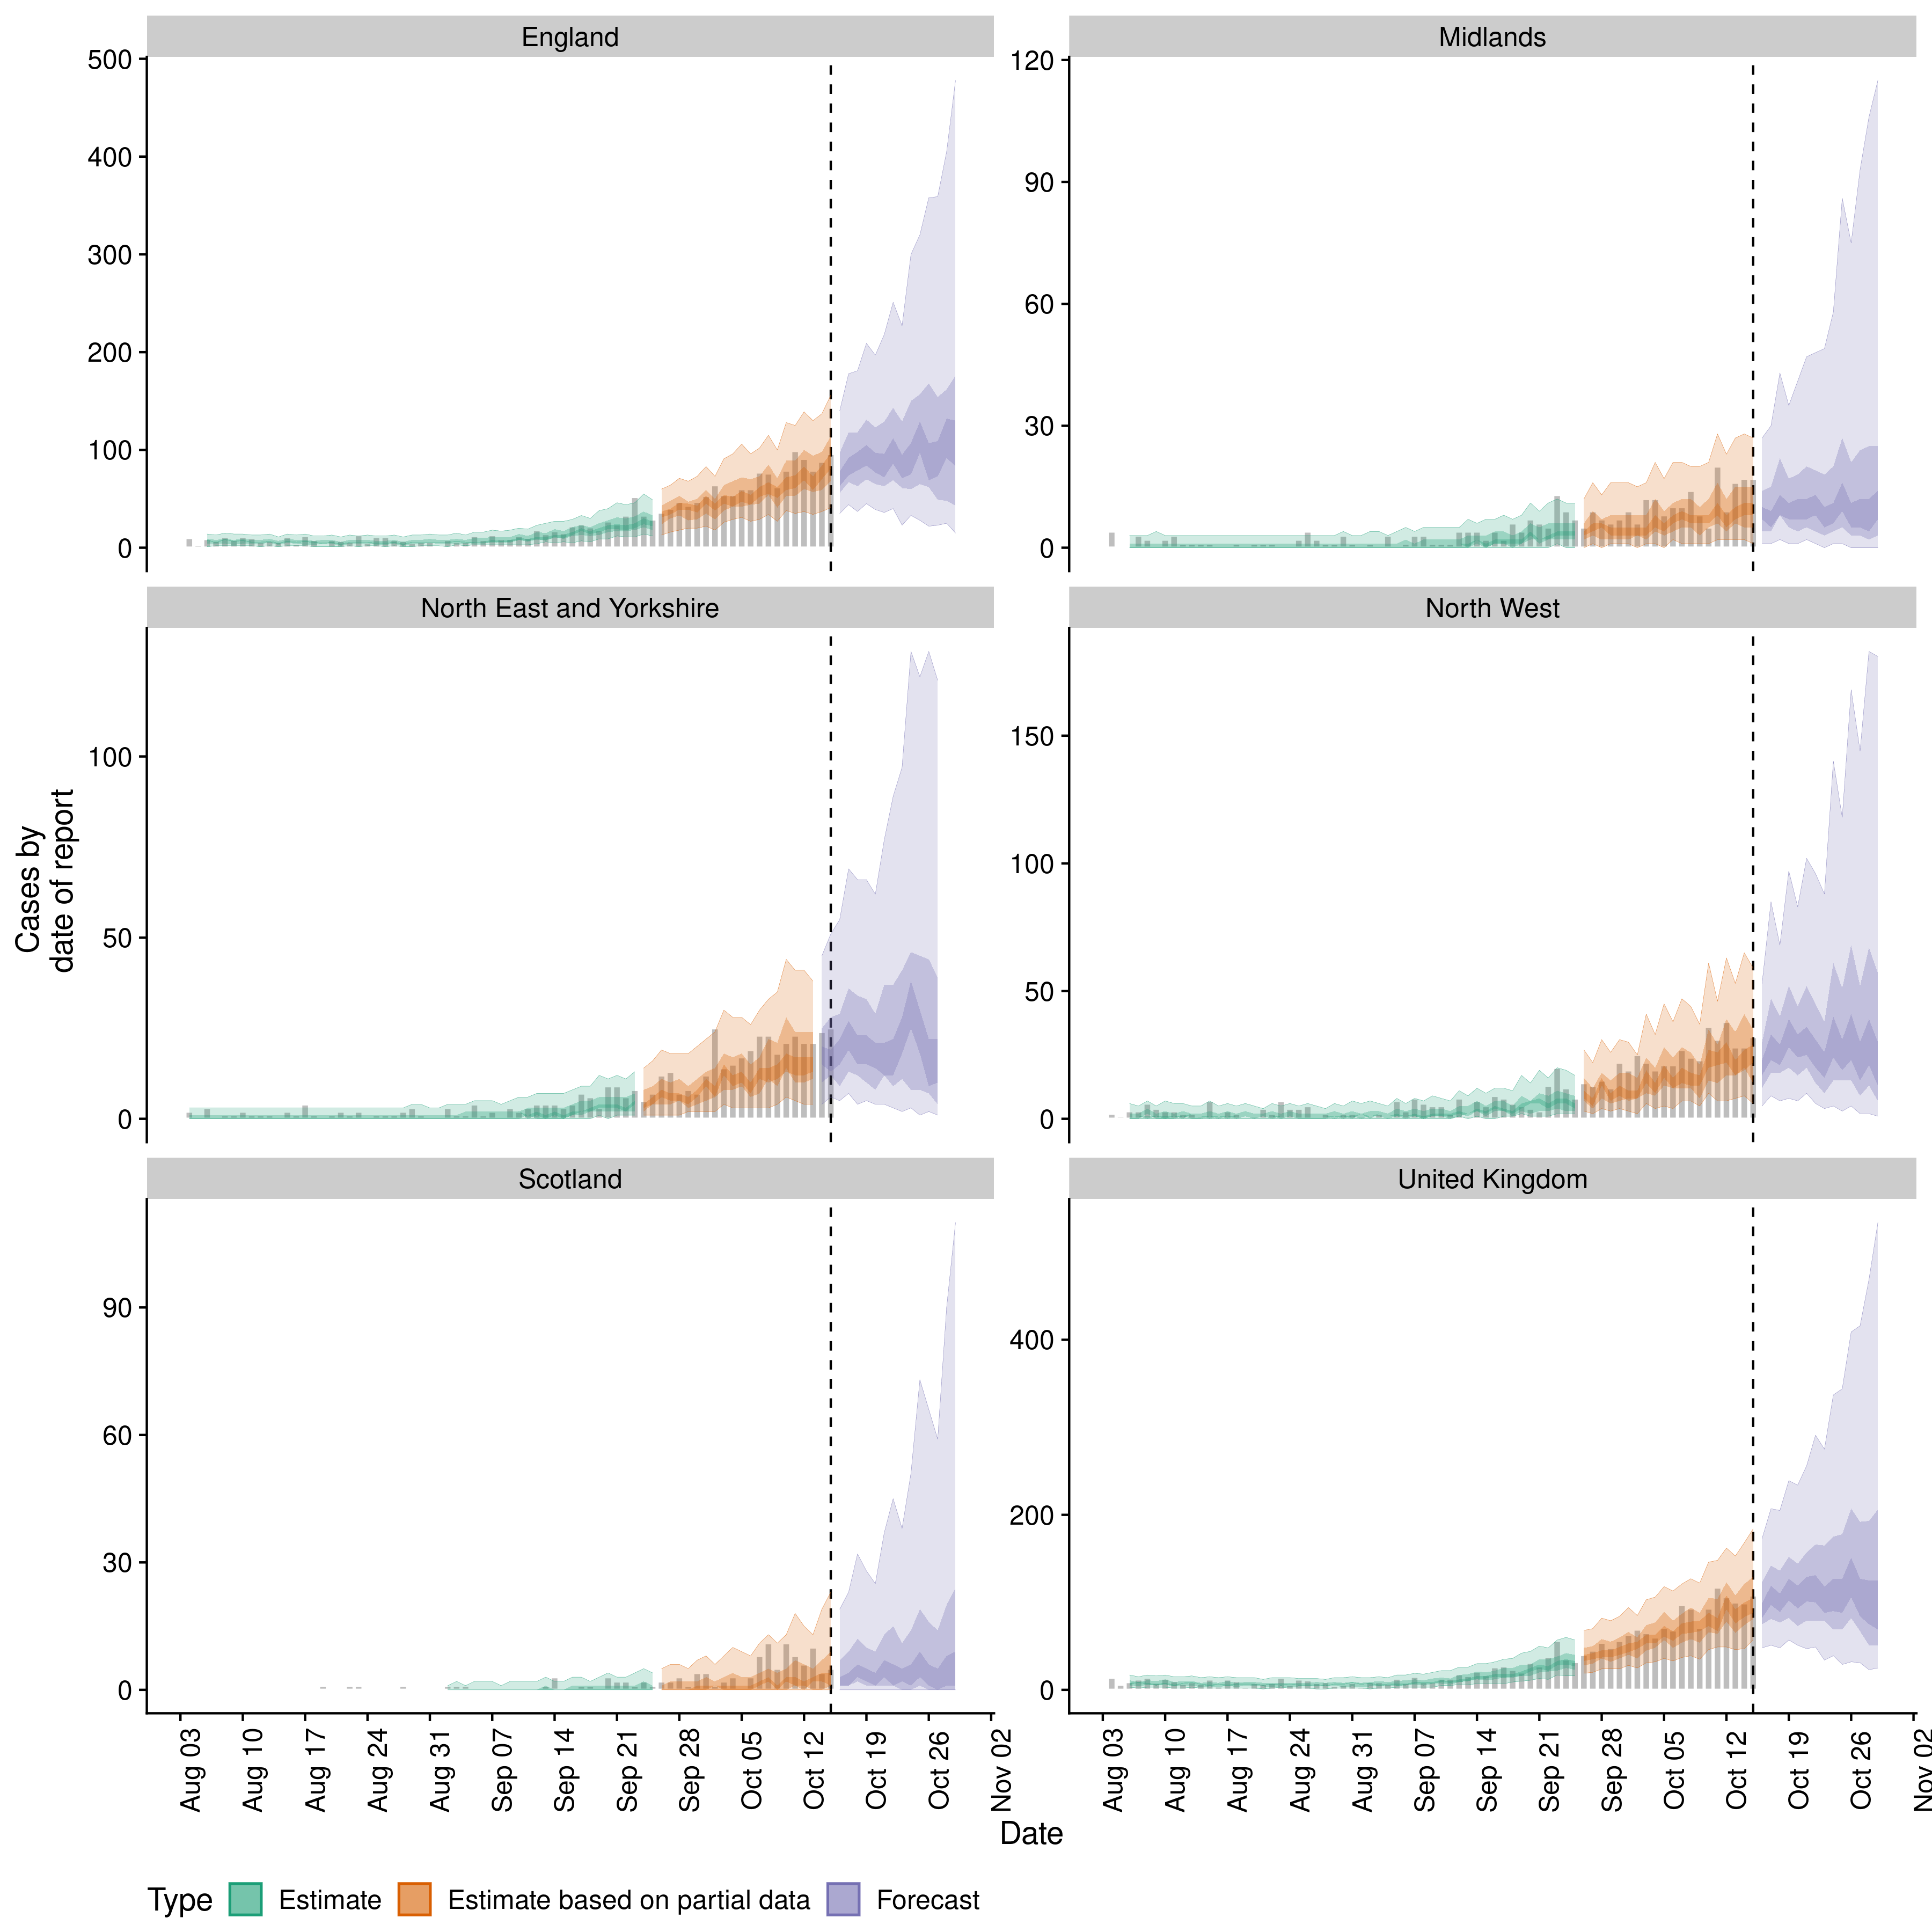 England
Midlands
500
400
300
200
100
0
120
90
60
30
0
North East and Yorkshire
North West
100
50
0
150
100
50
0
Scotland
United Kingdom
90
60
30
0
400
200
0
Cases by
date of report
Aug 03
Aug 10
Aug 17
Aug 24
Aug 31
Sep 07
Sep 14
Sep 21
Sep 28
Oct 05
Oct 12
Oct 19
Oct 26
Nov 02
Aug 03
Aug 10
Aug 17
Aug 24
Aug 31
Sep 07
Sep 14
Sep 21
Sep 28
Oct 05
Oct 12
Oct 19
Oct 26
Nov 02
Date
Type Estimate Estimate based on partial data Forecast